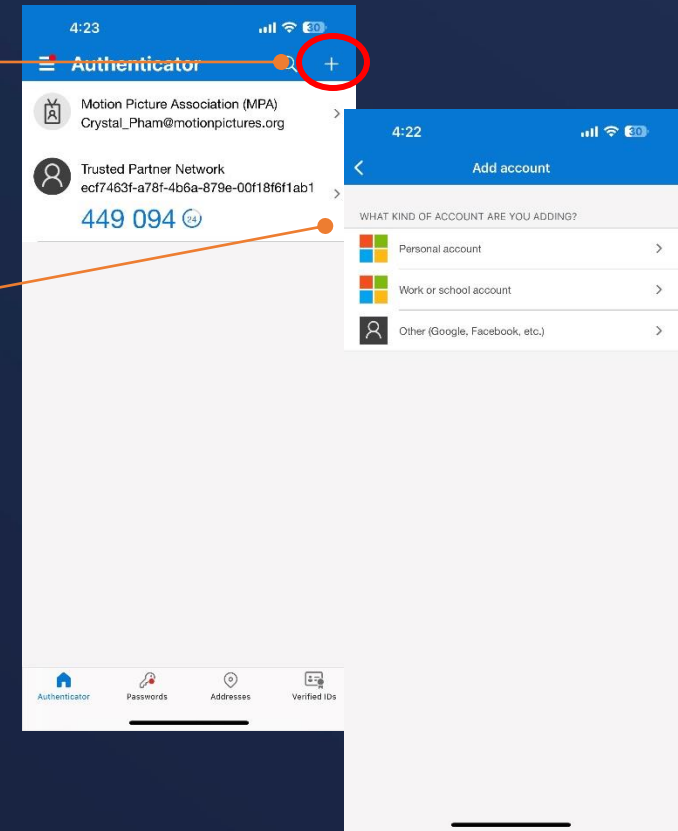 4:23
30
Authenticator
Motion Picture Association (MPA)
Crystal_Pham@motionpictures.org
Trusted Partner Network
ecf7463f-a78f-4b6a-879e-00f18f6f1ab1
449 094 24
Authenticator Passwords Addresses Verified IDs
4:22
30
Add account
WHAT KIND OF ACCOUNT ARE YOU ADDING?
Personal account
Work or school account
Other (Google, Facebook, etc.)